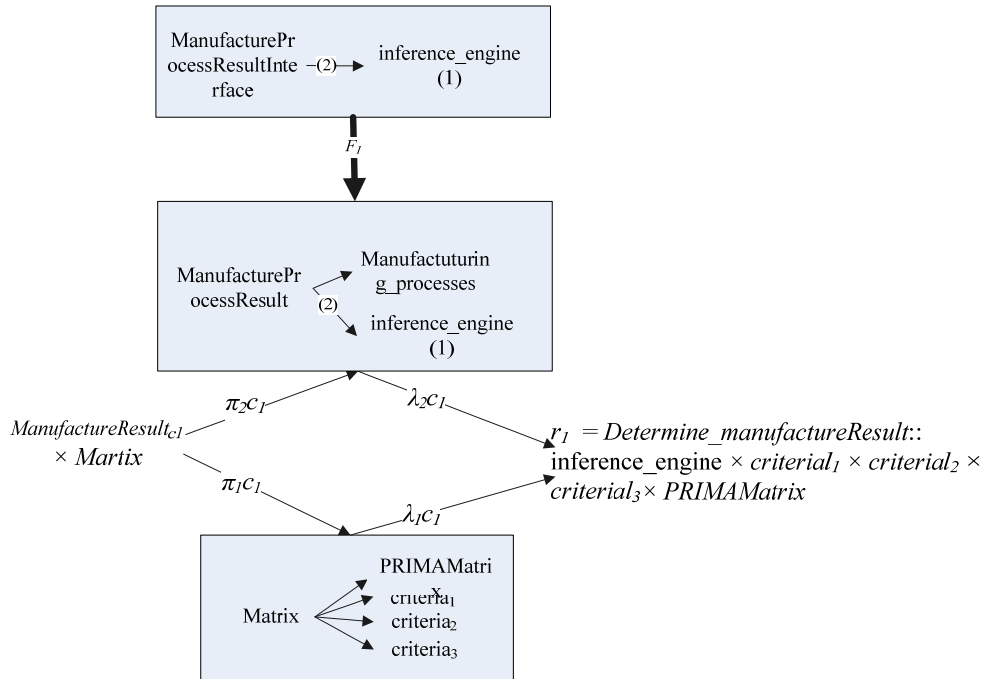 ManufacturePr
ocessResultInte
rface
(2)
inference_engine
(1)
F1
ManufacturePr
ocessResult
(2)
Manufactuturin
g_processes
inference_engine
(1)
π2c1
λ2c1
ManufactureResultc1
× Martix
r1 = Determine_manufactureResult::
inference_engine × criterial1 × criterial2 ×
criterial3× PRIMAMatrix
π1c1
λ1c1
Matrix
PRIMAMatri
x
criteria1
criteria2
criteria3